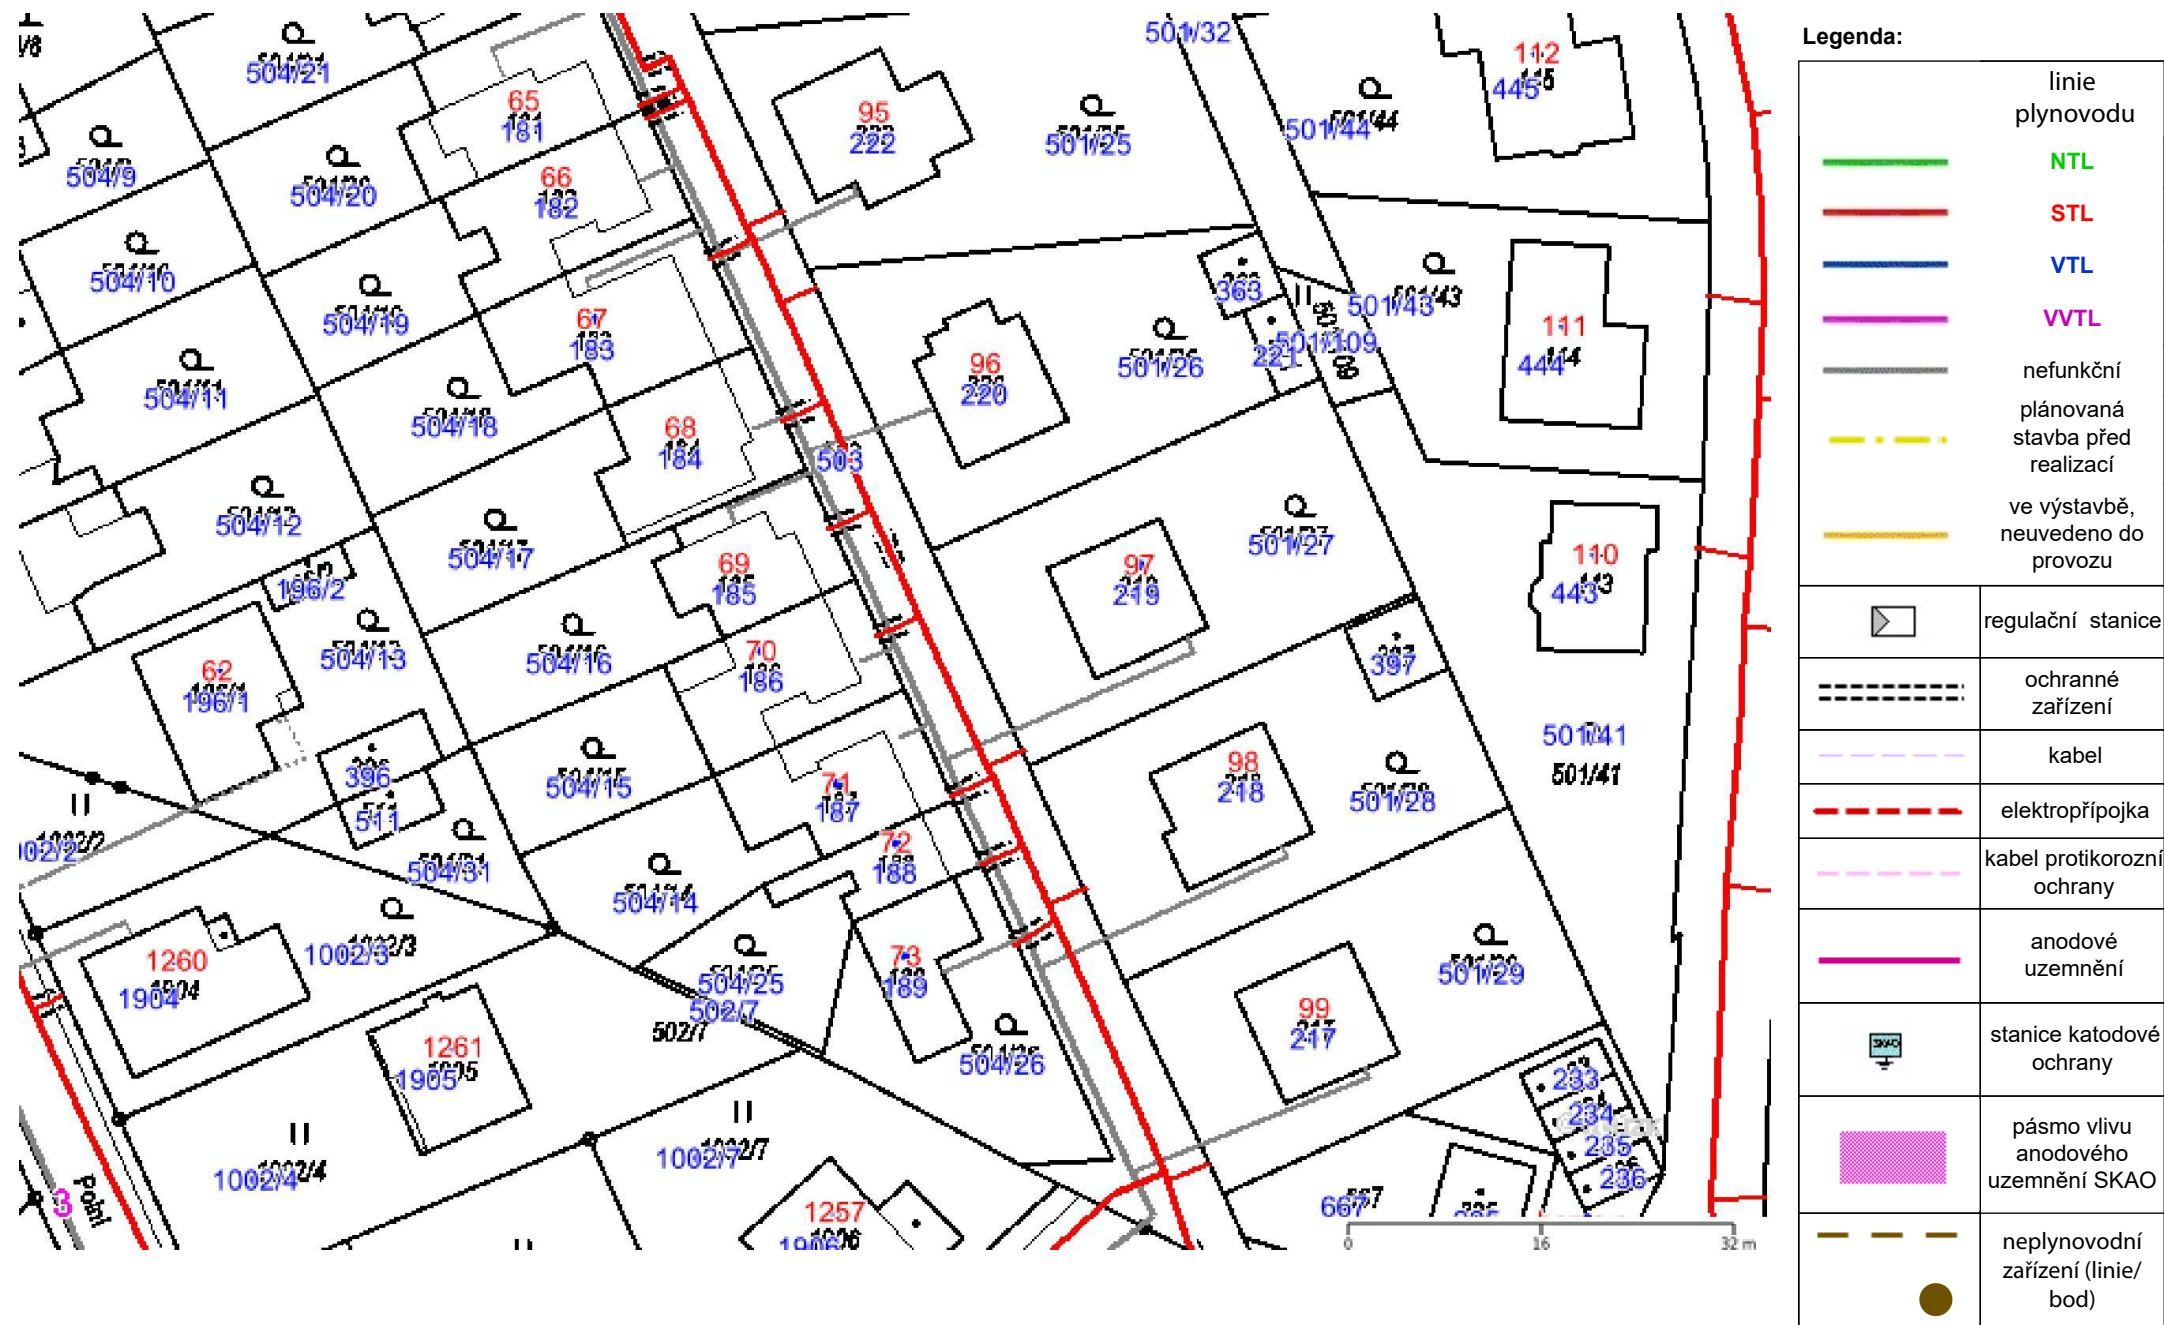 Legenda:
linie
plynovodu
NTL
STL
VTL
VVTL
nefunkční
plánovaná
stavba před
realizací
ve výstavbě,
neuvedeno do
provozu
regulační stanice
ochranné
zařízení
kabel
elektropřípojka
kabel protikorozní
ochrany
anodové
uzemnění
SKAO
stanice katodové
ochrany
pásmo vlivu
anodového
uzemnění SKAO
neplynovodní
zařízení (linie/
bod)
504/21
501/32
112
445
65
181
95
222
501/25
501/44
504/9
504/20
66
182
504/10
504/19
67
183
363
501/43
501/109
221
111
444
504/11
504/18
68
184
96
220
501/26
503
504/12
504/17
69
185
97
219
501/27
110
443
196/2
504/13
504/16
70
186
397
62
196/1
396
511
504/15
71
187
98
218
501/28
501/41
501/41
504/31
504/14
72
188
1260
1904
1002/3
504/25
502/7
502/7
73
189
501/29
1261
1905
504/26
99
217
233
234
235
236
1002/4
1002/7
3
Polní
1257
1906
667
0 16 32 m